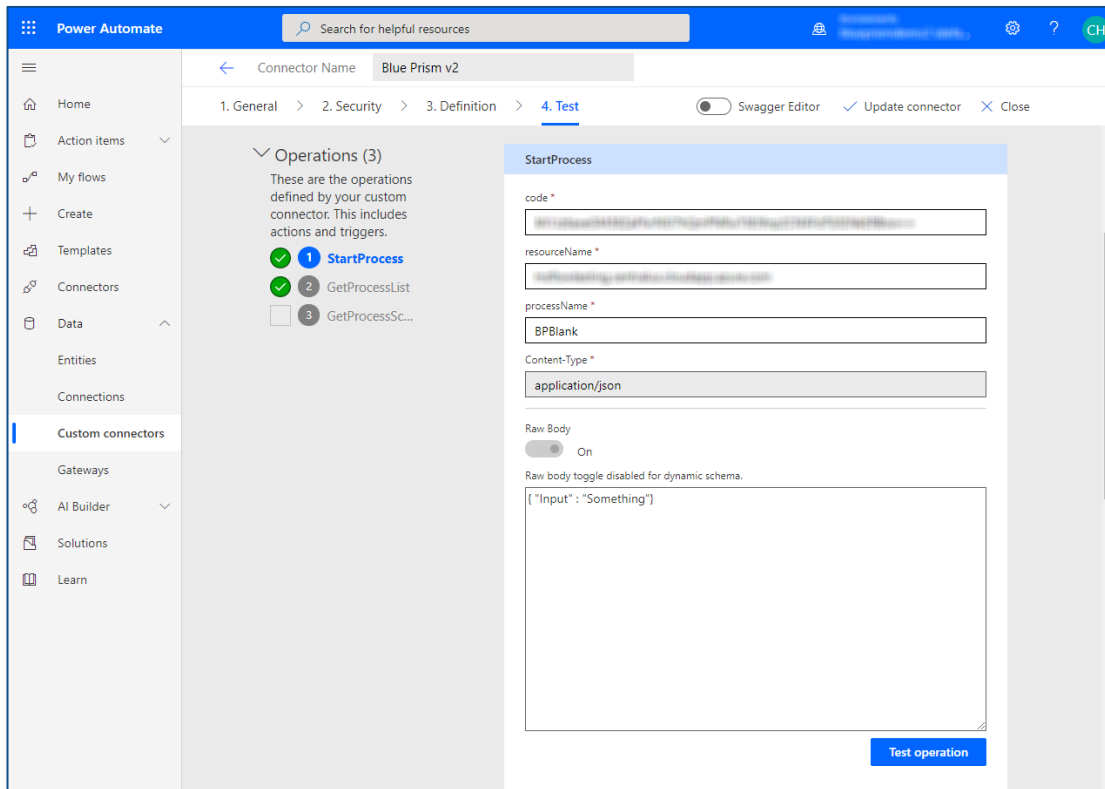 Power Automate
Search for helpful resources
CH
Connector Name
Blue Prism v2
1. General > 2. Security > 3. Definition > 4. Test
Swagger Editor
Update connector
Close
Home
Action items
My flows
Create
Templates
Connectors
Data
Entities
Connections
Custom connectors
Gateways
AI Builder
Solutions
Learn
Operations (3)
These are the operations
defined by your custom
connector. This includes
actions and triggers.
1 StartProcess
2 GetProcessList
3 GetProcessSc...
StartProcess
code *
resourceName *
processName *
BPBlank
Content-Type *
application/json
Raw Body
On
Raw body toggle disabled for dynamic schema.
{ "Input" : "Something"}
Test operation